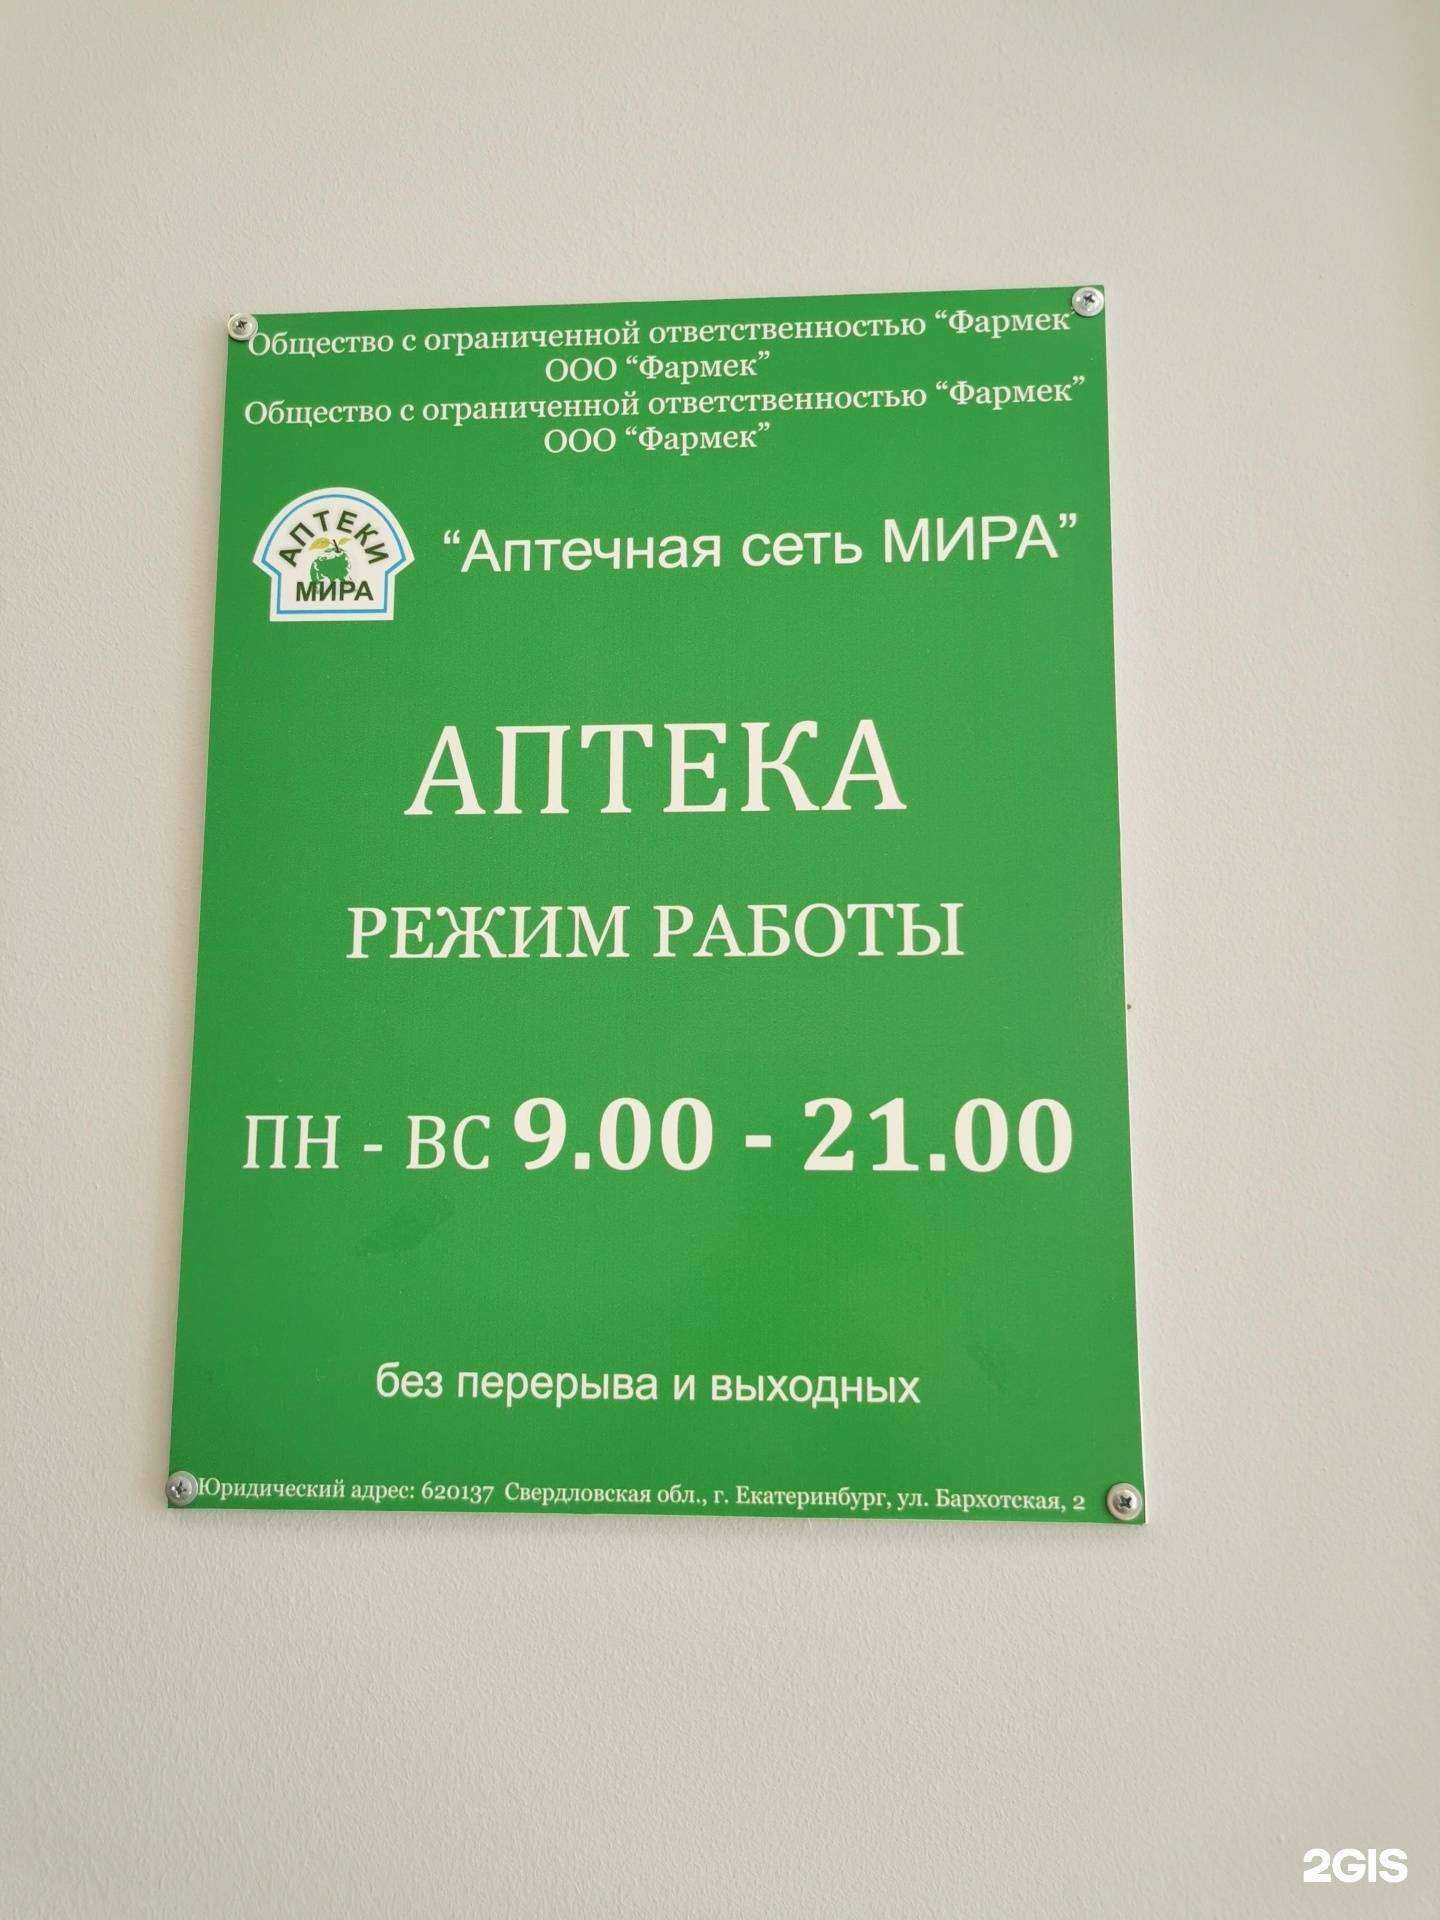 Общество с ограниченной ответственностью “Фармек
ООО “Фармек”
Общество с ограниченной ответственностью “Фармек”
ООО “Фармек”
АПТЕКИ
МИРА
“Аптечная сеть МИРА”
АПТЕКА
РЕЖИМ РАБОТЫ
ПН - ВС 9.00 - 21.00
без перерыва и выходных
Юридический адрес: 620137 Свердловская обл., г. Екатеринбург, ул. Бархотская, 2
2GIS